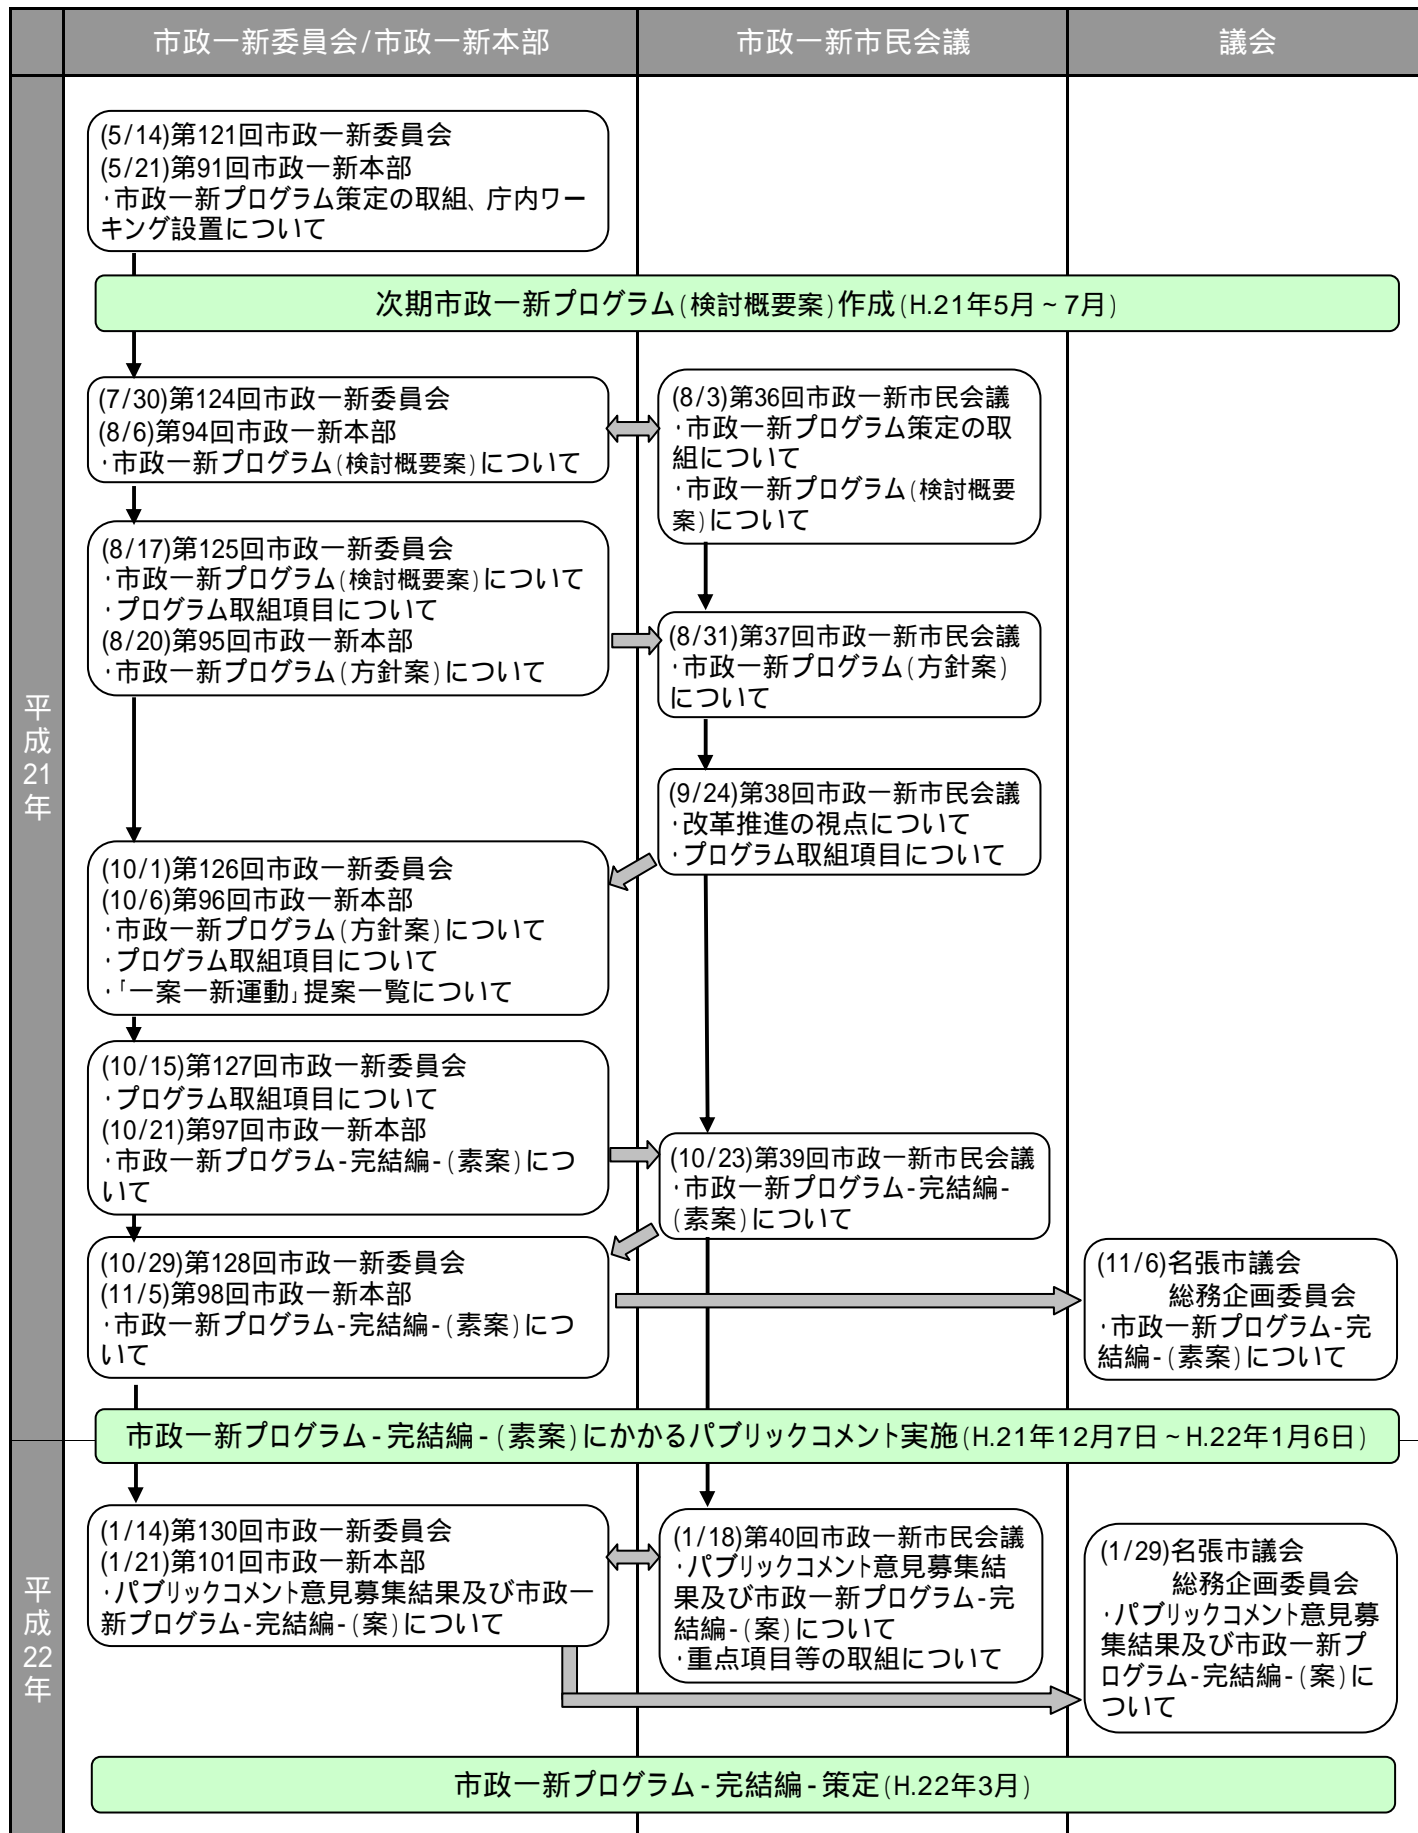 市政一新委員会/市政一新本部
市政一新市民会議
議会
平成21年
(5/14)第121回市政一新委員会
(5/21)第91回市政一新本部
・市政一新プログラム策定の取組、庁内ワー
キング設置について
次期市政一新プログラム(検討概要案)作成(H.21年5月~7月)
(7/30)第124回市政一新委員会
(8/6)第94回市政一新本部
・市政一新プログラム(検討概要案)について
(8/3)第36回市政一新市民会議
・市政一新プログラム策定の取
組について
・市政一新プログラム(検討概要
案)について
(8/17)第125回市政一新委員会
・市政一新プログラム(検討概要案)について
・プログラム取組項目について
(8/20)第95回市政一新本部
・市政一新プログラム(方針案)について
(8/31)第37回市政一新市民会議
・市政一新プログラム(方針案)
について
(9/24)第38回市政一新市民会議
・改革推進の視点について
・プログラム取組項目について
(10/1)第126回市政一新委員会
(10/6)第96回市政一新本部
・市政一新プログラム(方針案)について
・プログラム取組項目について
・「一案一新運動」提案一覧について
(10/15)第127回市政一新委員会
・プログラム取組項目について
(10/21)第97回市政一新本部
・市政一新プログラム-完結編-(素案)につ
いて
(10/23)第39回市政一新市民会議
・市政一新プログラム-完結編-
(素案)について
(10/29)第128回市政一新委員会
(11/5)第98回市政一新本部
・市政一新プログラム-完結編-(素案)につ
いて
(11/6)名張市議会
総務企画委員会
・市政一新プログラム-完
結編-(素案)について
市政一新プログラム-完結編-(素案)にかかるパブリックコメント実施(H.21年12月7日~H.22年1月6日)
平成22年
(1/14)第130回市政一新委員会
(1/21)第101回市政一新本部
・パブリックコメント意見募集結果及び市政一
新プログラム-完結編-(案)について
(1/18)第40回市政一新市民会議
・パブリックコメント意見募集結
果及び市政一新プログラム-完
結編-(案)について
・重点項目等の取組について
(1/29)名張市議会
総務企画委員会
・パブリックコメント意見募
集結果及び市政一新プ
ログラム-完結編-(案)に
ついて
市政一新プログラム-完結編-策定(H.22年3月)